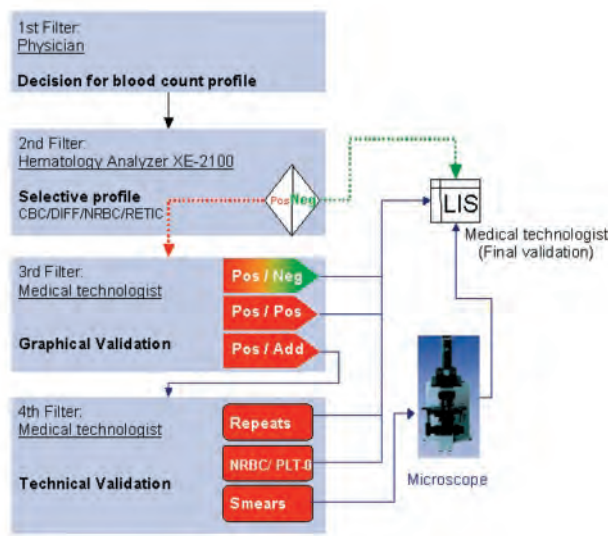 1st Filter:
Physician
Decision for blood count profile
2nd Filter:
Hematology Analyzer XE-2100
Selective profile
CBC/DIFF/NRBC/RETIC
Pos Neg
LIS
Medical technologist
(Final validation)
3rd Filter:
Medical technologist
Graphical Validation
Pos / Neg
Pos / Pos
Pos / Add
4th Filter:
Medical technologist
Technical Validation
Repeats
NRBC/ PLT-0
Smears
Microscope